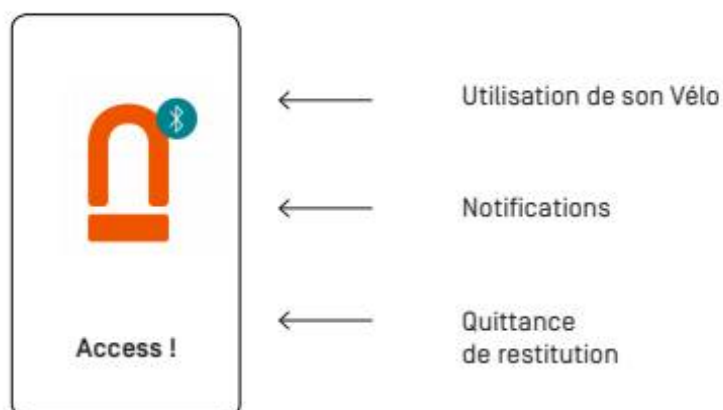 Utilisation de son Vélo
Notifications
Quittance
de restitution
Access !